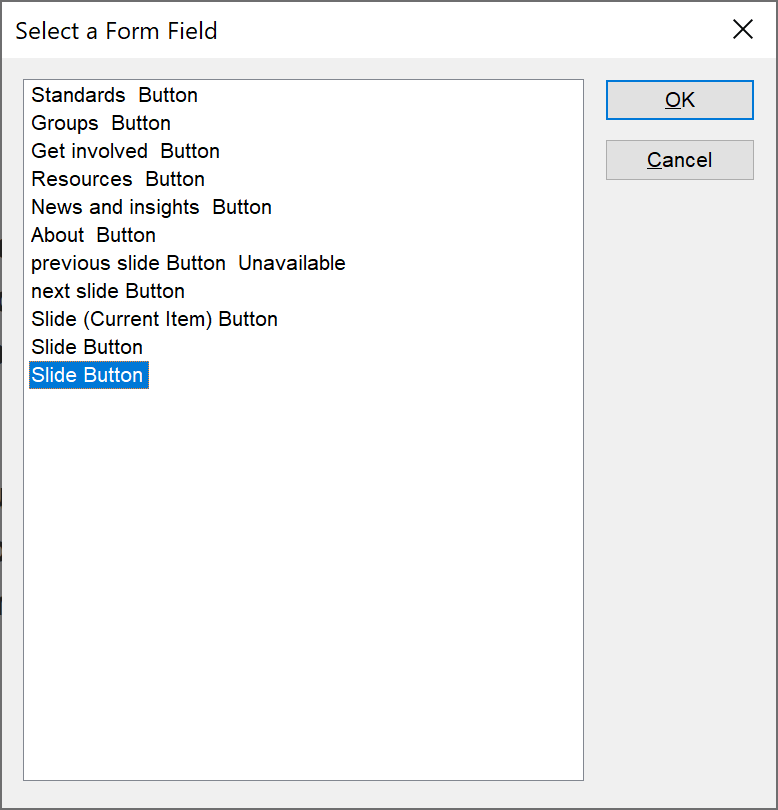 Select a Form Field
Standards  Button
Groups  Button
Get involved  Button
Resources  Button
News and insights  Button
About  Button
previous slide Button  Unavailable
next slide Button
Slide (Current Item) Button
Slide Button
Slide Button
OK
Cancel